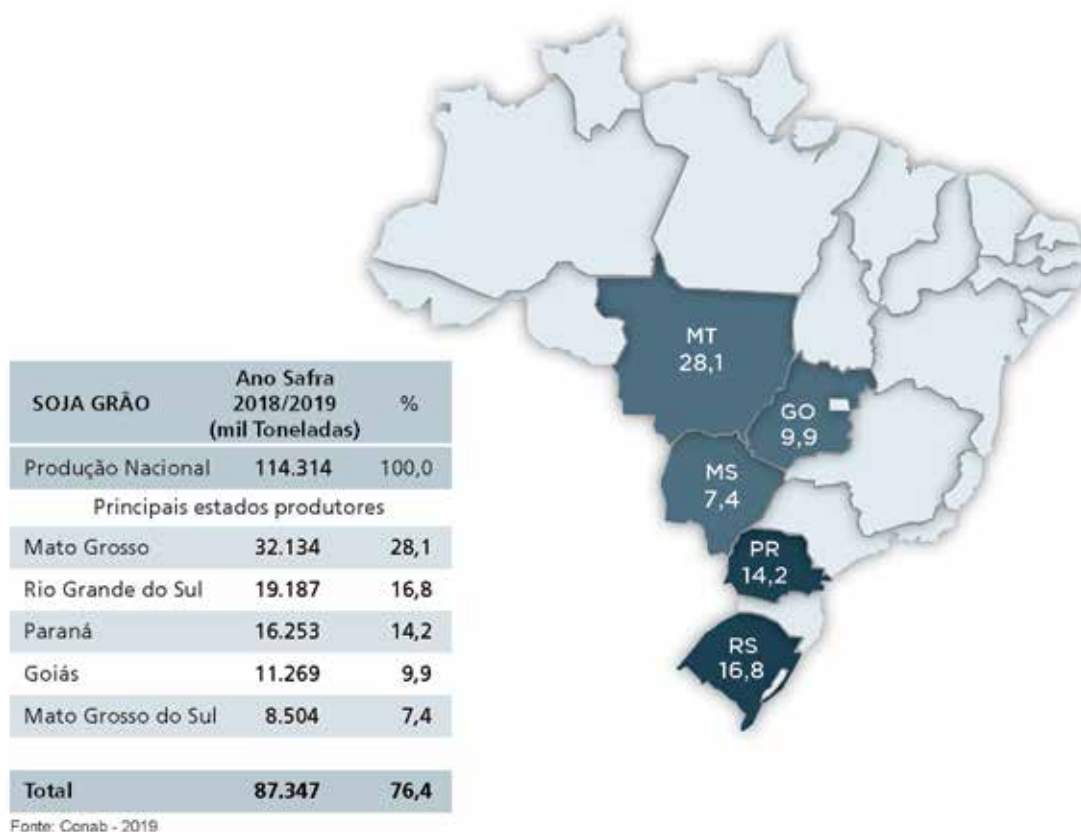 SOJA GRÃO Ano Safra 2018/2019 (mil Toneladas) %
Produção Nacional 114.314 100,0
Principais estados produtores
Mato Grosso 32.134 28,1
Rio Grande do Sul 19.187 16,8
Paraná 16.253 14,2
Goiás 11.269 9,9
Mato Grosso do Sul 8.504 7,4
Total 87.347 76,4
Fonte: Conab - 2019
MT
28,1
GO
9,9
MS
7,4
PR
14,2
RS
16,8